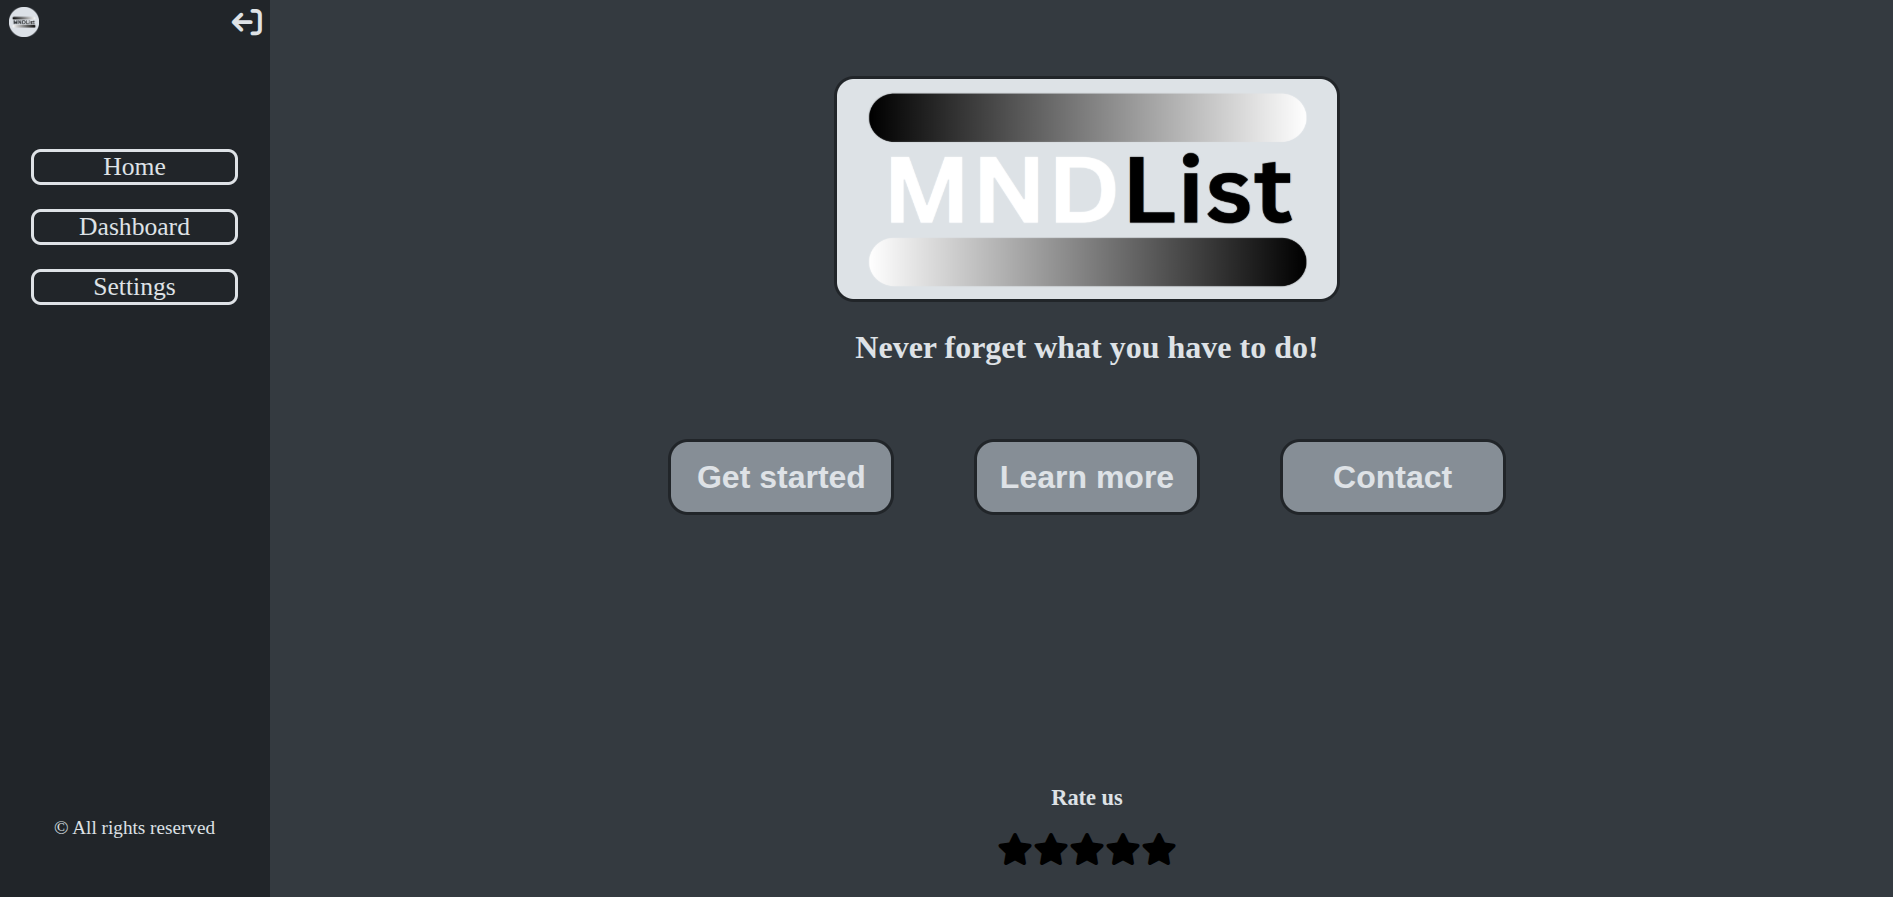 MNDList
Home
Dashboard
Settings
© All rights reserved
MNDList
Never forget what you have to do!
Get started
Learn more
Contact
Rate us